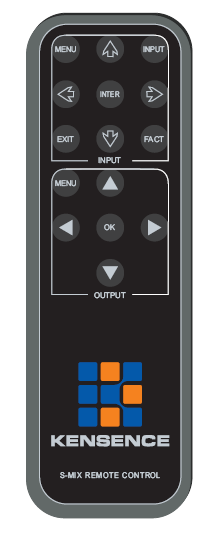 MENU INPUT
INTER
EXIT FACT
INPUT
MENU
OK
OUTPUT
KENSENCE
S-MIX REMOTE CONTROL